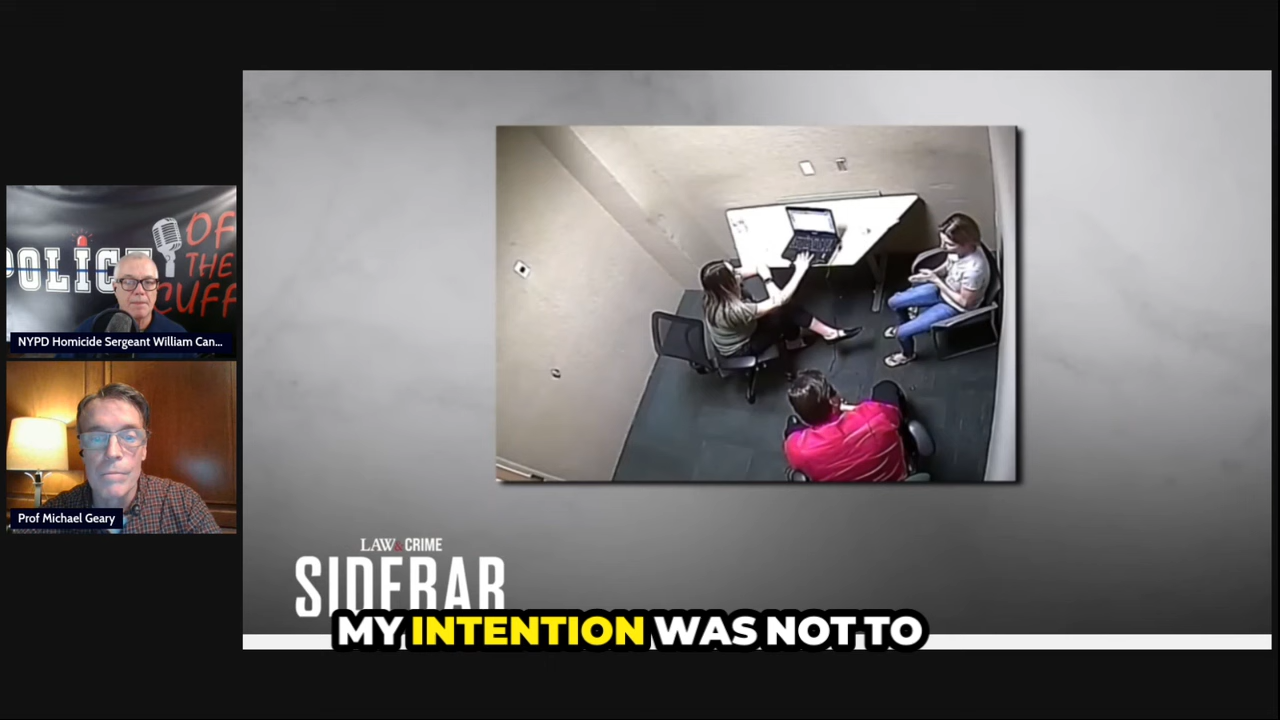 POLICE
OFF
THE
CUFF
NYPD Homicide Sergeant William Can...
Prof Michael Geary
LAW & CRIME
SIDEBAR
MY INTENTION WAS NOT TO